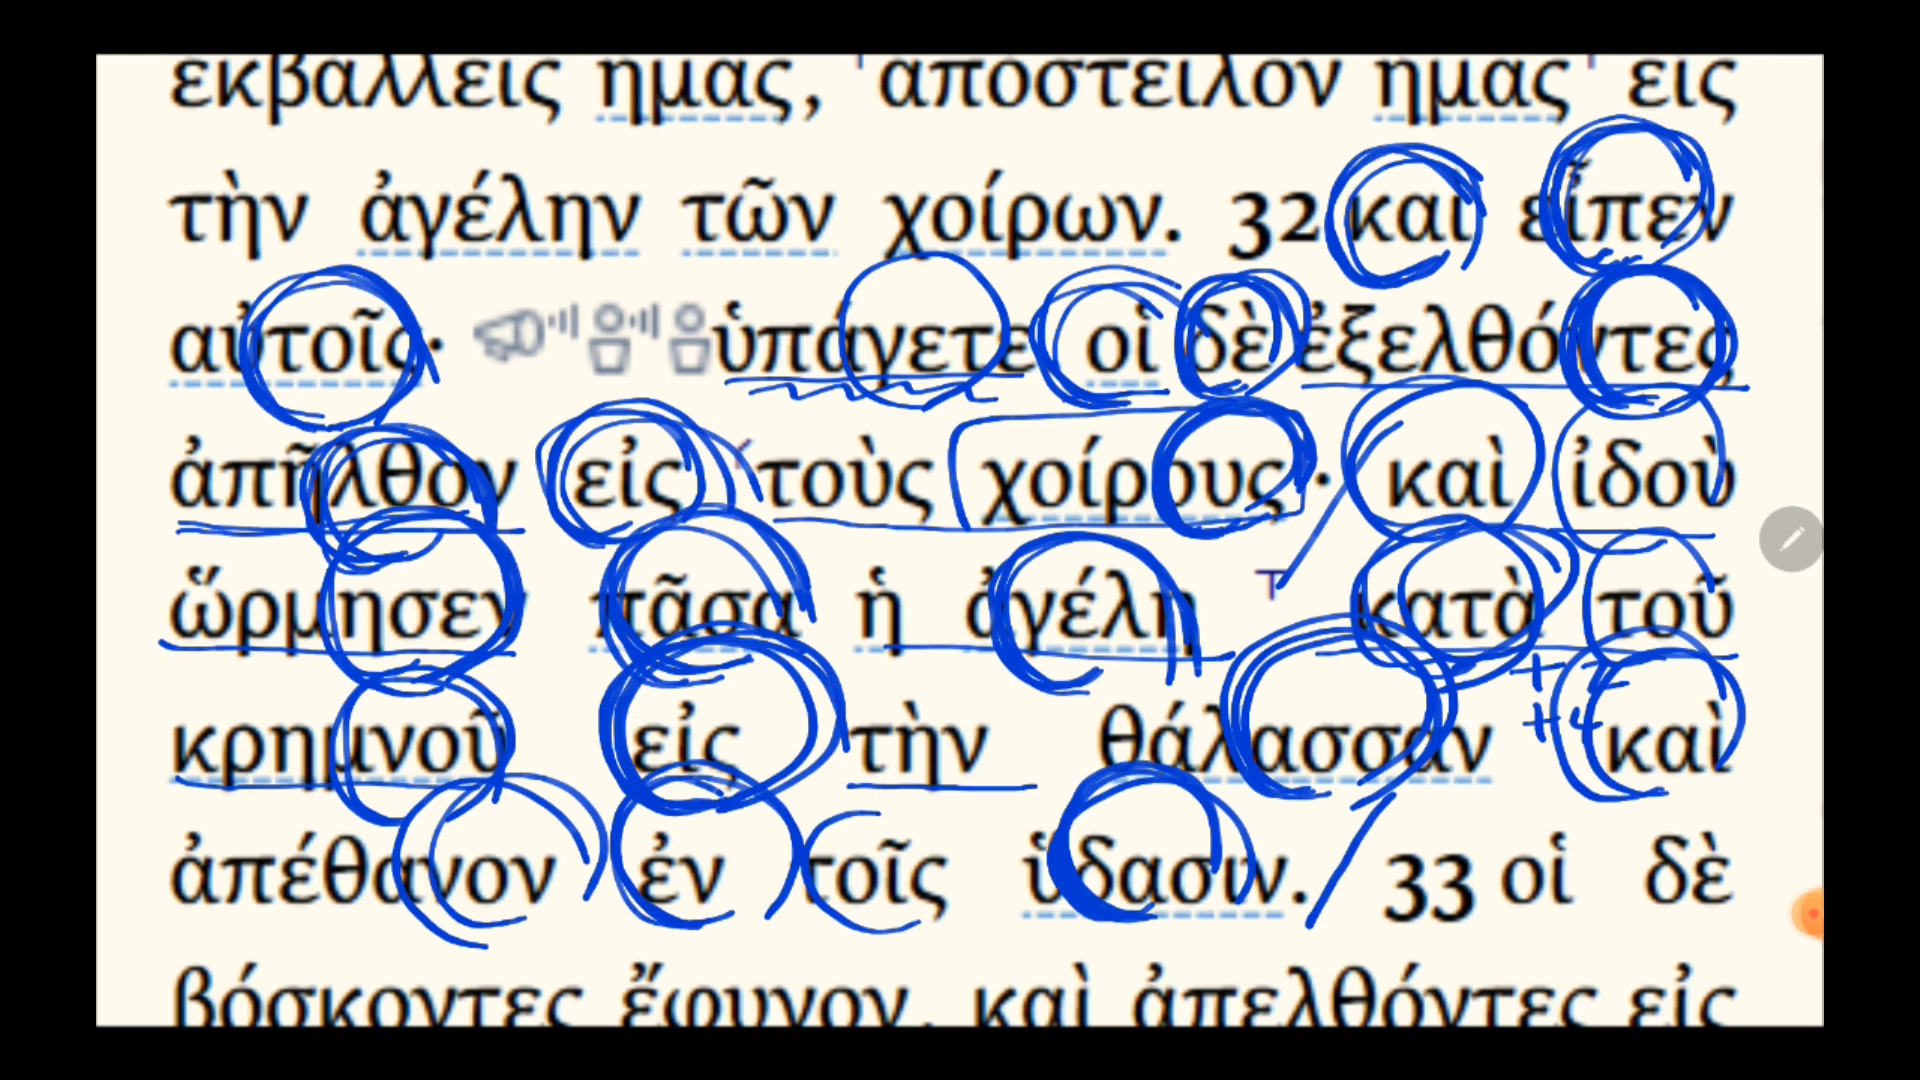 ἐκβάλλεις ἡμᾶς, ⸂ἀπόστειλον ἡμᾶς⸃ εἰς
τὴν ἀγέλην τῶν χοίρων. 32 καὶ εἶπεν
αὐτοῖς· ὑπάγετε οἱ δὲ ἐξελθόντες
ἀπῆλθον εἰς ⸂τοὺς χοίρους· καὶ ἰδοὺ
ὥρμησεν πᾶσα ἡ ἀγέλη ⸆ κατὰ τοῦ
κρημνοῦ εἰς τὴν θάλασσαν καὶ
ἀπέθανον ἐν τοῖς ὕδασιν. 33 οἱ δὲ
βόσκοντες ἔφυγον, καὶ ἀπελθόντες εἰς